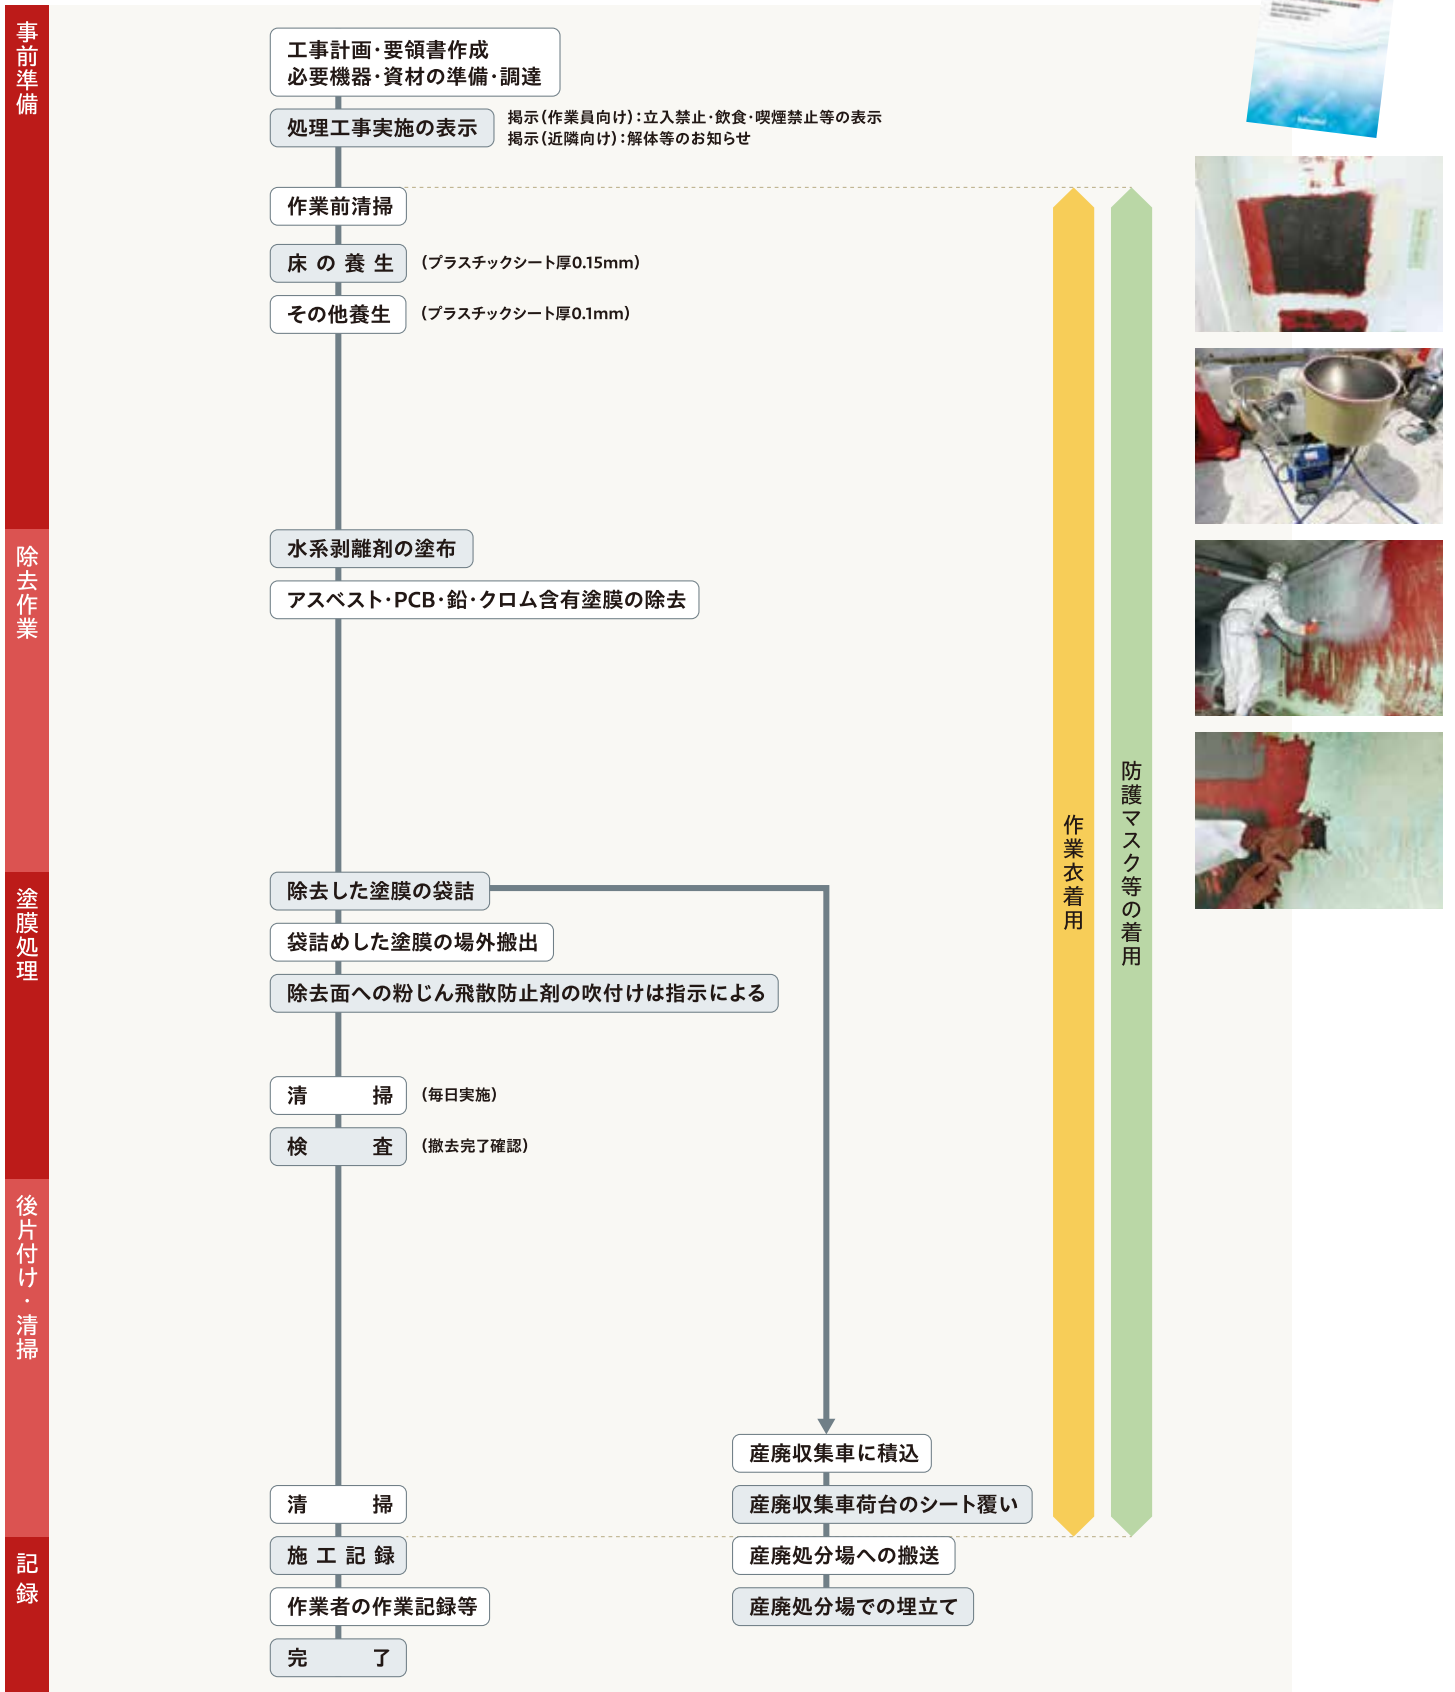 事前準備
工事計画・要領書作成
必要機器・資材の準備・調達
処理工事実施の表示
掲示（作業員向け）：立入禁止・飲食・喫煙禁止等の表示
掲示（近隣向け）：解体等のお知らせ
作業前清掃
床の養生
（プラスチックシート厚0.15mm）
その他養生
（プラスチックシート厚0.1mm）
除去作業
水系剥離剤の塗布
アスベスト・PCB・鉛・クロム含有塗膜の除去
塗膜処理
除去した塗膜の袋詰
袋詰めした塗膜の場外搬出
除去面への粉じん飛散防止剤の吹付けは指示による
清掃
（毎日実施）
検査
（撤去完了確認）
後片付け・清掃
清掃
産廃収集車に積込
産廃収集車荷台のシート覆い
記録
施工記録
作業者の作業記録等
完了
産廃処分場への搬送
産廃処分場での埋立て
作業衣着用
防護マスク等の着用